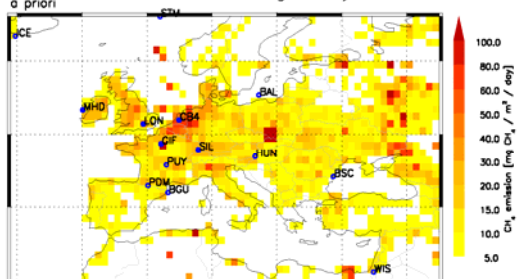 a priori
STM
ICE
100.0
80.0
BAL
MHD
60.0
CB4
LON
50.0
CIF
SIL
HUN
40.0
PUY
30.0
BSC
PDM
BGU
20.0
15.0
10.0
WIS
5.0
CH4 emission [mg CH4 / m2 / day]